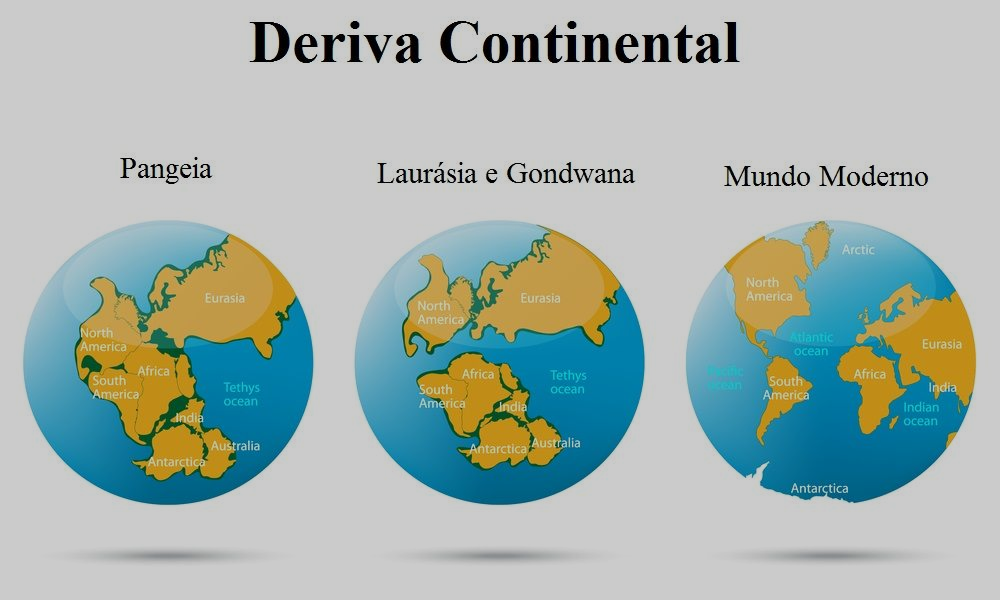 Deriva Continental
Pangeia
Laurásia e Gondwana
Mundo Moderno
Eurasia
North
America
Africa
South
America
Tethys
ocean
India
Australia
Antarctica
Eurasia
North
America
Africa
South
America
Tethys
ocean
India
Australia
Antarctica
Arctic
North
America
Atlantic
ocean
Eurasia
Pacific
ocean
Africa
South
America
India
Indian
ocean
Antarctica